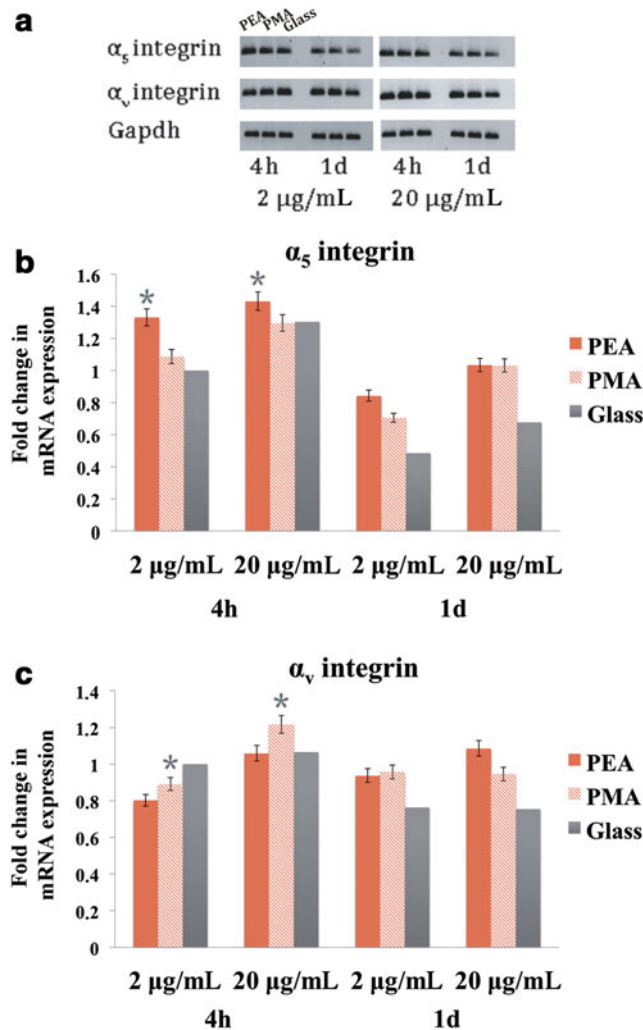 a
PEA PMA Glass
α5 integrin
αv integrin
Gapdh
4h 1d 4h 1d
2 μg/mL 20 μg/mL
b
α5 integrin
Fold change in
mRNA expression
1.6
1.4
1.2
1
0.8
0.6
0.4
0.2
0
*
*
PEA
PMA
Glass
2 μg/mL 20 μg/mL 2 μg/mL 20 μg/mL
4h 1d
c
αv integrin
Fold change in
mRNA expression
1.4
1.2
1
0.8
0.6
0.4
0.2
0
*
*
PEA
PMA
Glass
2 μg/mL 20 μg/mL 2 μg/mL 20 μg/mL
4h 1d